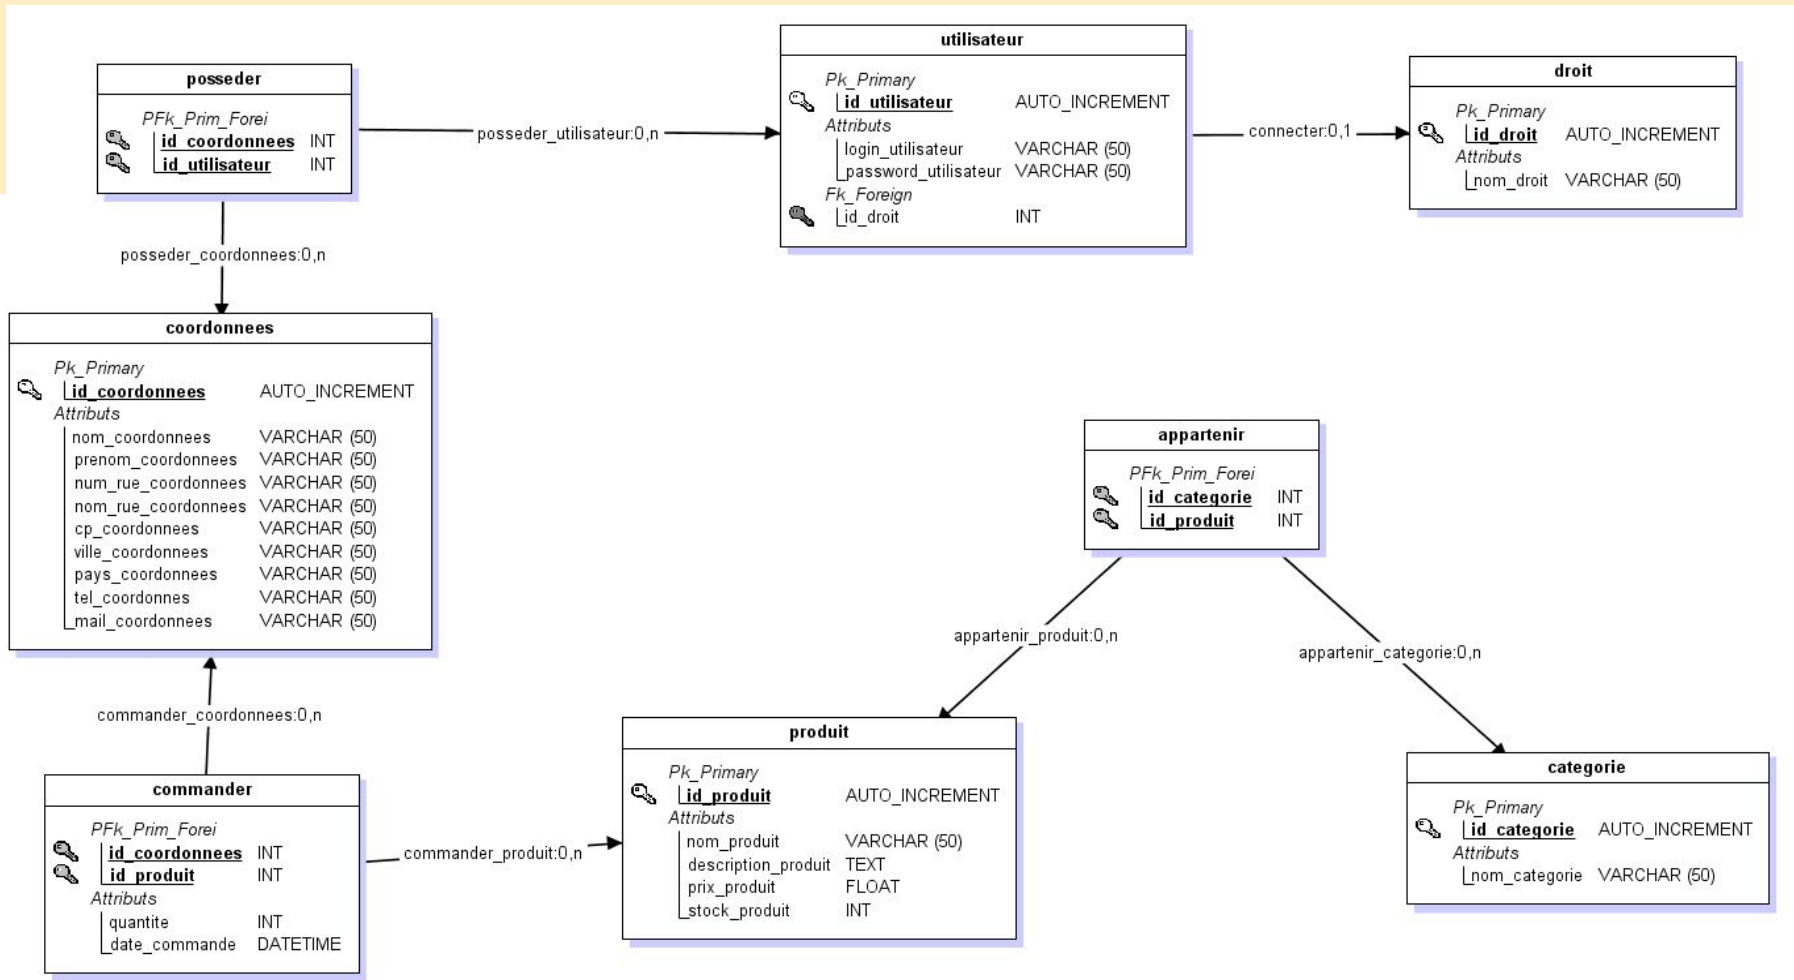 posseder
PFk_Prim_Forei
id_coordonnees INT
id_utilisateur INT
posseder_utilisateur:0,n
utilisateur
Pk_Primary
id_utilisateur AUTO_INCREMENT
Attributs
login_utilisateur VARCHAR (50)
password_utilisateur VARCHAR (50)
Fk_Foreign
id_droit INT
connecter:0,1
droit
Pk_Primary
id_droit AUTO_INCREMENT
Attributs
nom_droit VARCHAR (50)
posseder_coordonnees:0,n
coordonnees
Pk_Primary
id_coordonnees AUTO_INCREMENT
Attributs
nom_coordonnees VARCHAR (50)
prenom_coordonnees VARCHAR (50)
num_rue_coordonnees VARCHAR (50)
nom_rue_coordonnees VARCHAR (50)
cp_coordonnees VARCHAR (50)
ville_coordonnees VARCHAR (50)
pays_coordonnees VARCHAR (50)
tel_coordonnes VARCHAR (50)
mail_coordonnees VARCHAR (50)
appartenir
PFk_Prim_Forei
id_categorie INT
id_produit INT
appartenir_produit:0,n
appartenir_categorie:0,n
commander_coordonnees:0,n
commander
PFk_Prim_Forei
id_coordonnees INT
id_produit INT
Attributs
quantite INT
date_commande DATETIME
commander_produit:0,n
produit
Pk_Primary
id_produit AUTO_INCREMENT
Attributs
nom_produit VARCHAR (50)
description_produit TEXT
prix_produit FLOAT
stock_produit INT
categorie
Pk_Primary
id_categorie AUTO_INCREMENT
Attributs
nom_categorie VARCHAR (50)